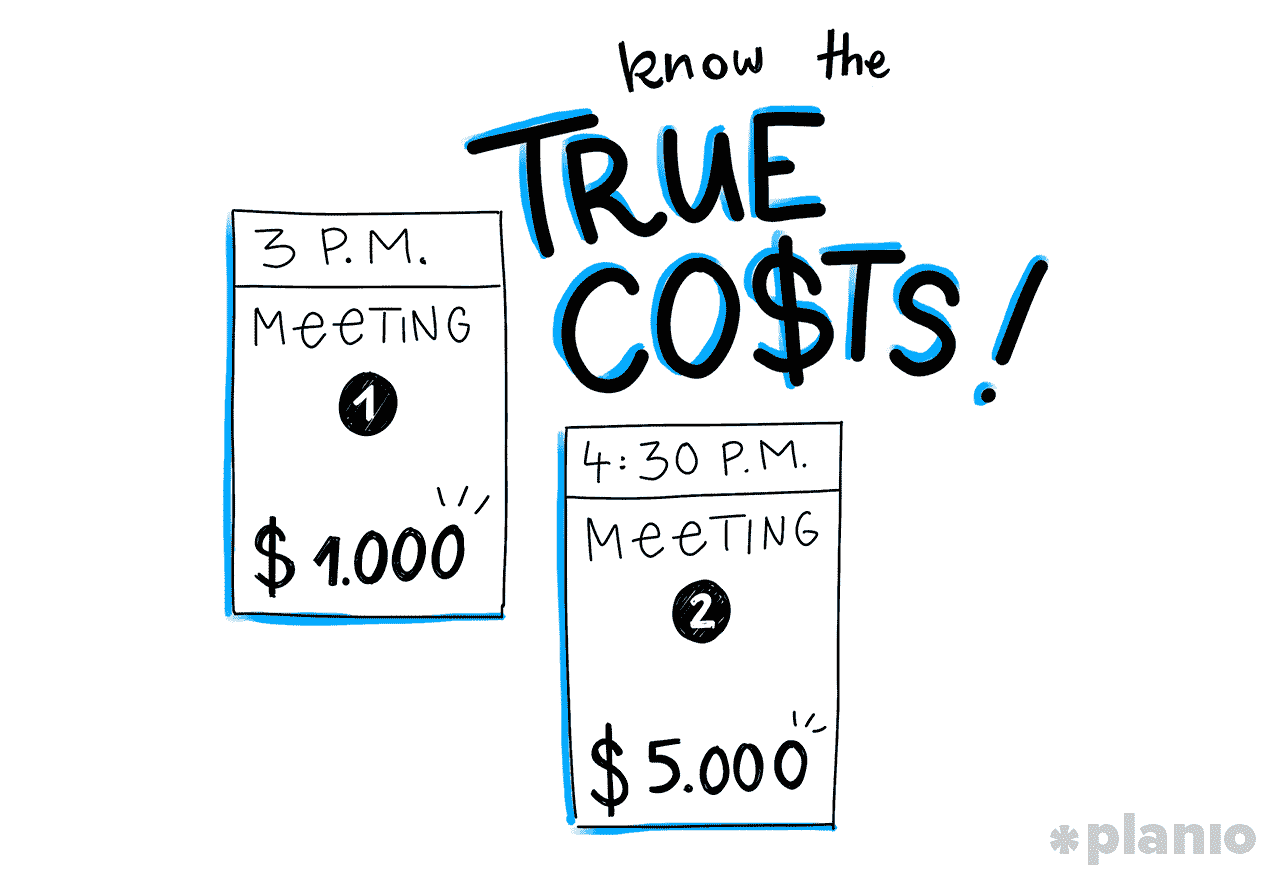 know the
TRUE
CO$TS!
3 P.M.
MeeTiNG
1
$1.000
4:30 P.M.
MeeTING
2
$5.000
*planio